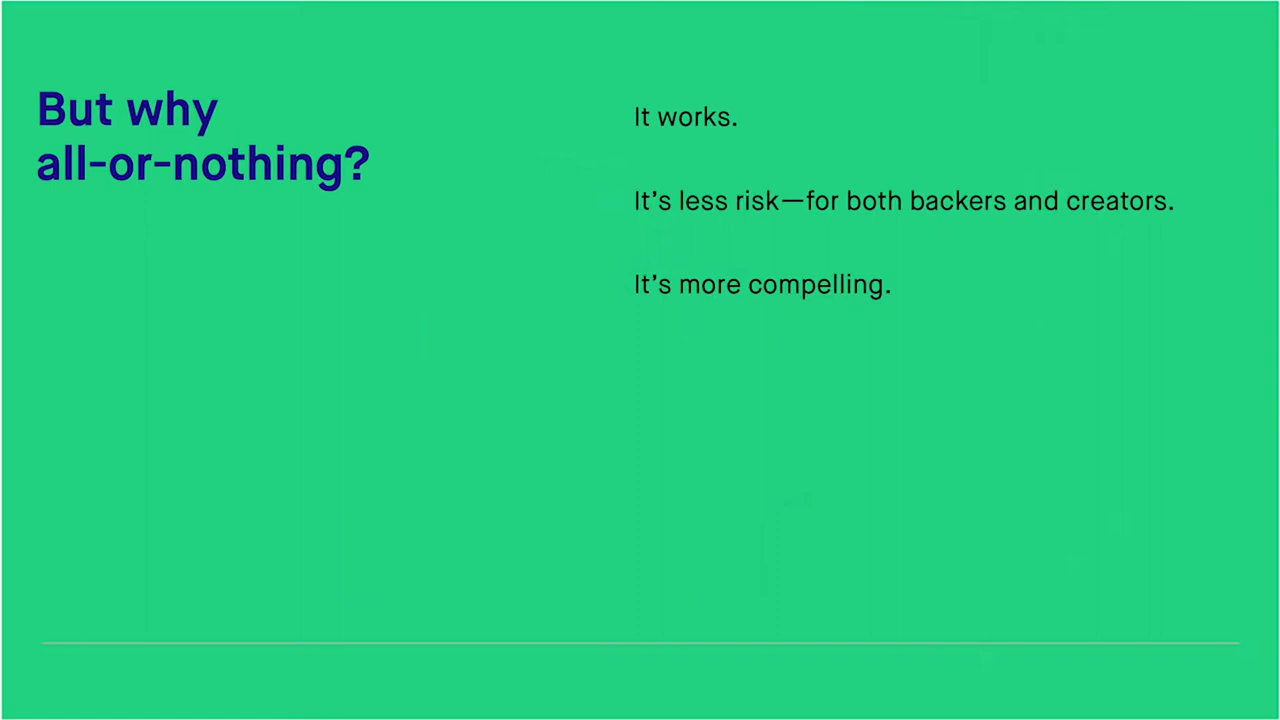 But why
all-or-nothing?
It works.
It’s less risk—for both backers and creators.
It’s more compelling.